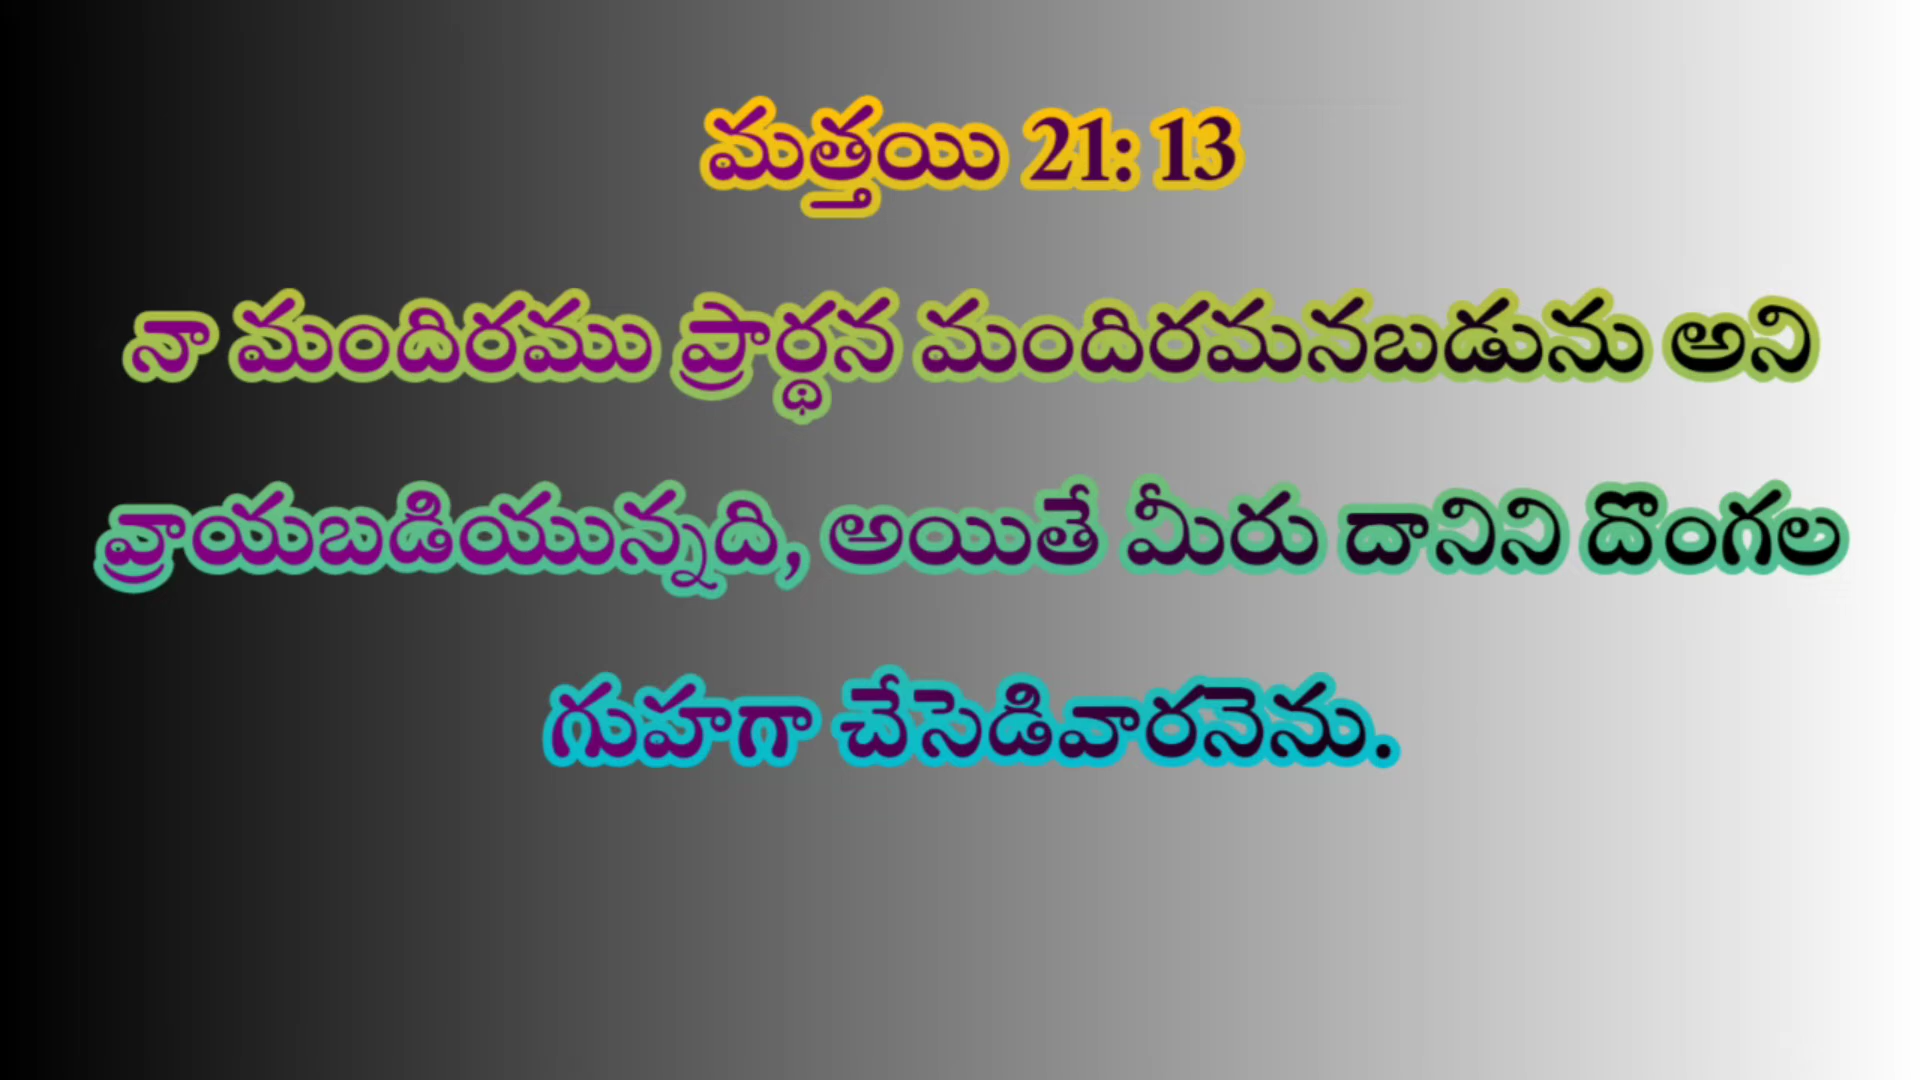 మత్తయి 21: 13
నా మందిరము ప్రార్థన మందిరమనబడును అని
వ్రాయబడియున్నది, అయితే మీరు దానిని దొంగల
గుహగా చేసెడివారనెను.